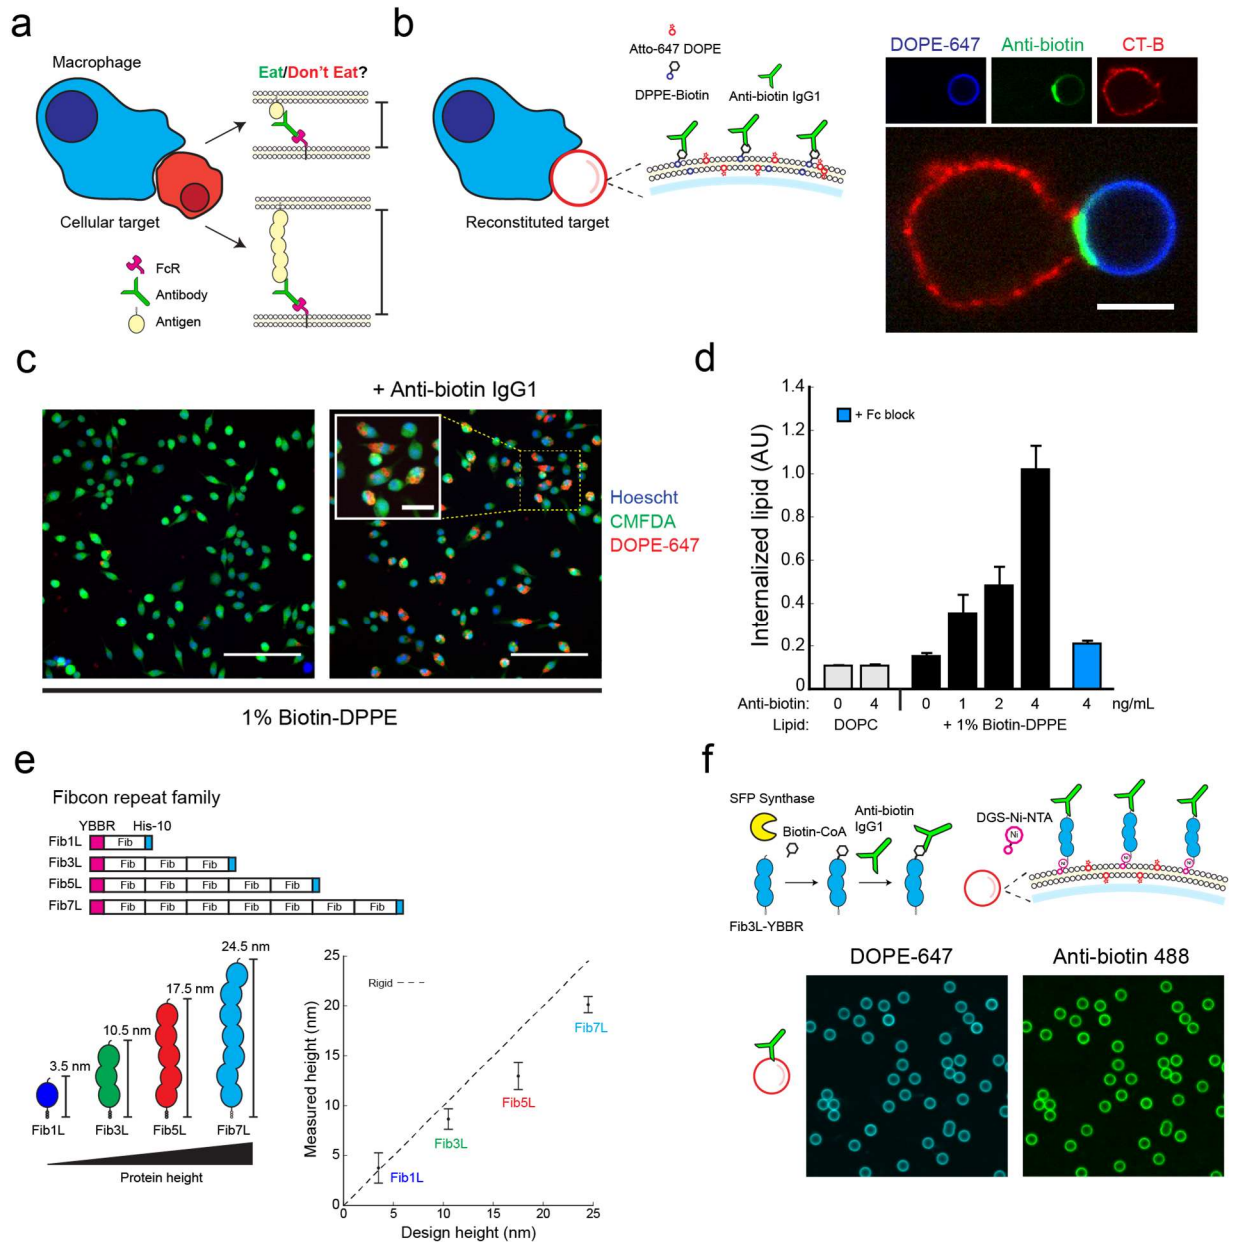 a
Macrophage
Eat/Don't Eat?
Cellular target
FcR
Antibody
Antigen
b
Atto-647 DOPE
DPPE-Biotin
Anti-biotin IgG1
Reconstituted target
DOPE-647
Anti-biotin
CT-B
c
+ Anti-biotin IgG1
Hoescht
CMFDA
DOPE-647
1% Biotin-DPPE
d
1.4
1.2
1.0
0.8
0.6
0.4
0.2
0
Internalized lipid (AU)
+ Fc block
Anti-biotin: 0 4 0 1 2 4 4 ng/mL
Lipid: DOPC + 1% Biotin-DPPE
e
Fibcon repeat family
YBBR His-10
Fib1L Fib
Fib3L Fib Fib Fib
Fib5L Fib Fib Fib Fib Fib
Fib7L Fib Fib Fib Fib Fib Fib Fib
3.5 nm
10.5 nm
17.5 nm
24.5 nm
Fib1L Fib3L Fib5L Fib7L
Protein height
25
20
15
10
5
0
Measured height (nm)
Rigid
Fib7L
Fib5L
Fib3L
Fib1L
0 5 10 15 20 25
Design height (nm)
f
SFP Synthase
Biotin-CoA
Anti-biotin
IgG1
Fib3L-YBBR
DGS-Ni-NTA
Ni
Ni Ni Ni
DOPE-647
Anti-biotin 488